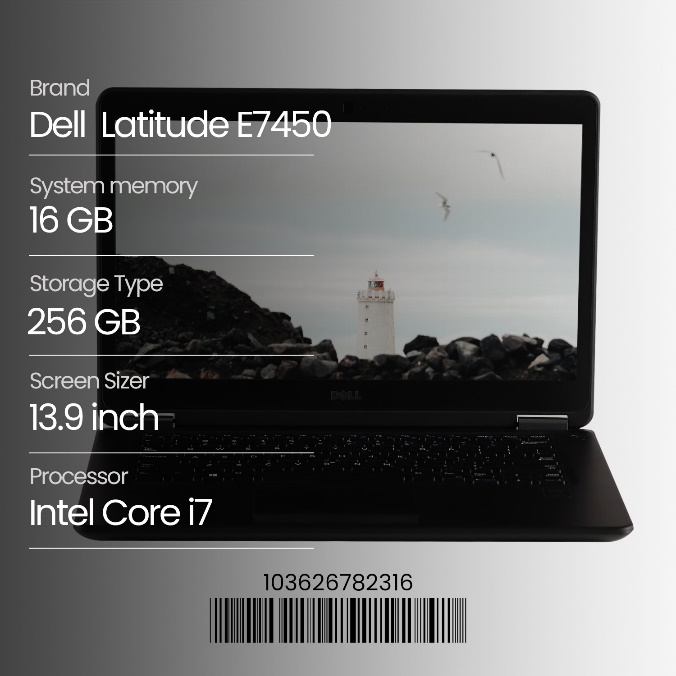 Brand
Dell Latitude E7450
System memory
16 GB
Storage Type
256 GB
Screen Sizer
13.9 inch
DELL
Processor
Intel Core i7
103626782316